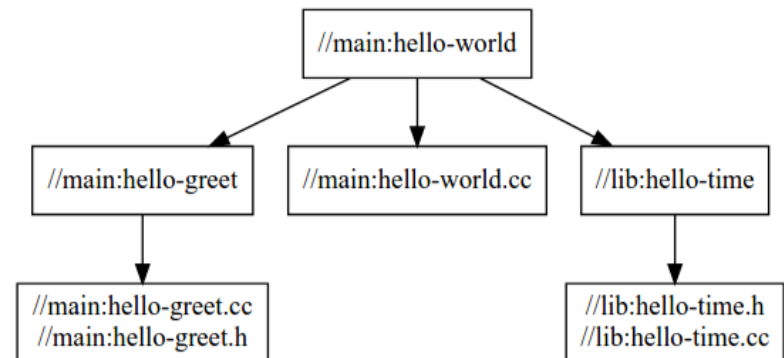 //main:hello-world
//main:hello-greet
//main:hello-world.cc
//lib:hello-time
//main:hello-greet.cc
//main:hello-greet.h
//lib:hello-time.h
//lib:hello-time.cc